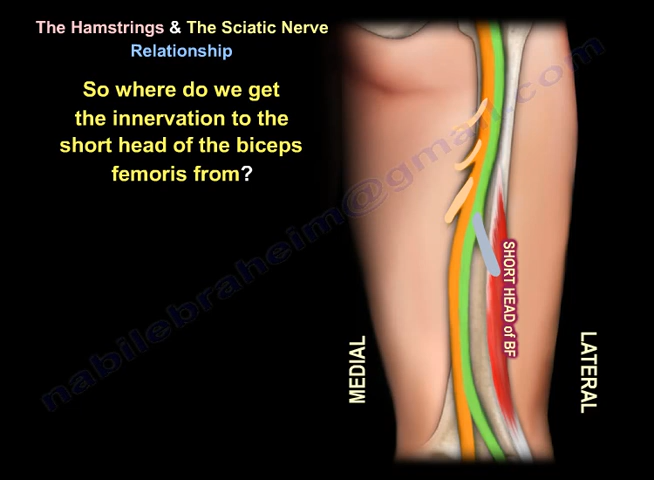 The Hamstrings & The Sciatic Nerve
Relationship
So where do we get
the innervation to the
short head of the biceps
femoris from?
nabilebraheim@gmail.com
SHORT HEAD of BF
MEDIAL
LATERAL